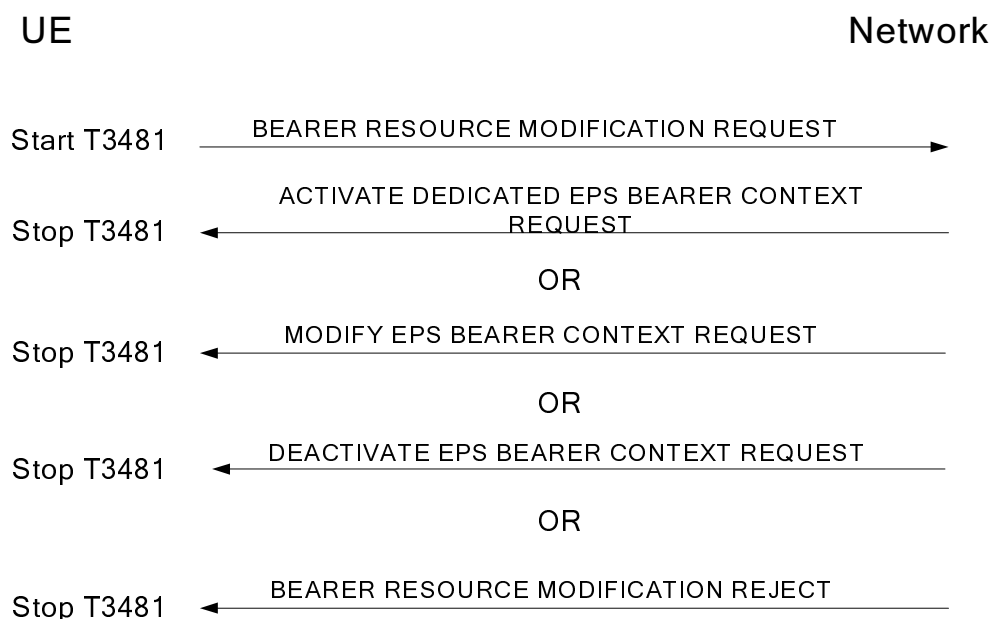 UE
Network
Start T3481
BEARER RESOURCE MODIFICATION REQUEST
ACTIVATE DEDICATED EPS BEARER CONTEXT
REQUEST
Stop T3481
OR
MODIFY EPS BEARER CONTEXT REQUEST
Stop T3481
OR
DEACTIVATE EPS BEARER CONTEXT REQUEST
Stop T3481
OR
BEARER RESOURCE MODIFICATION REJECT
Stop T3481